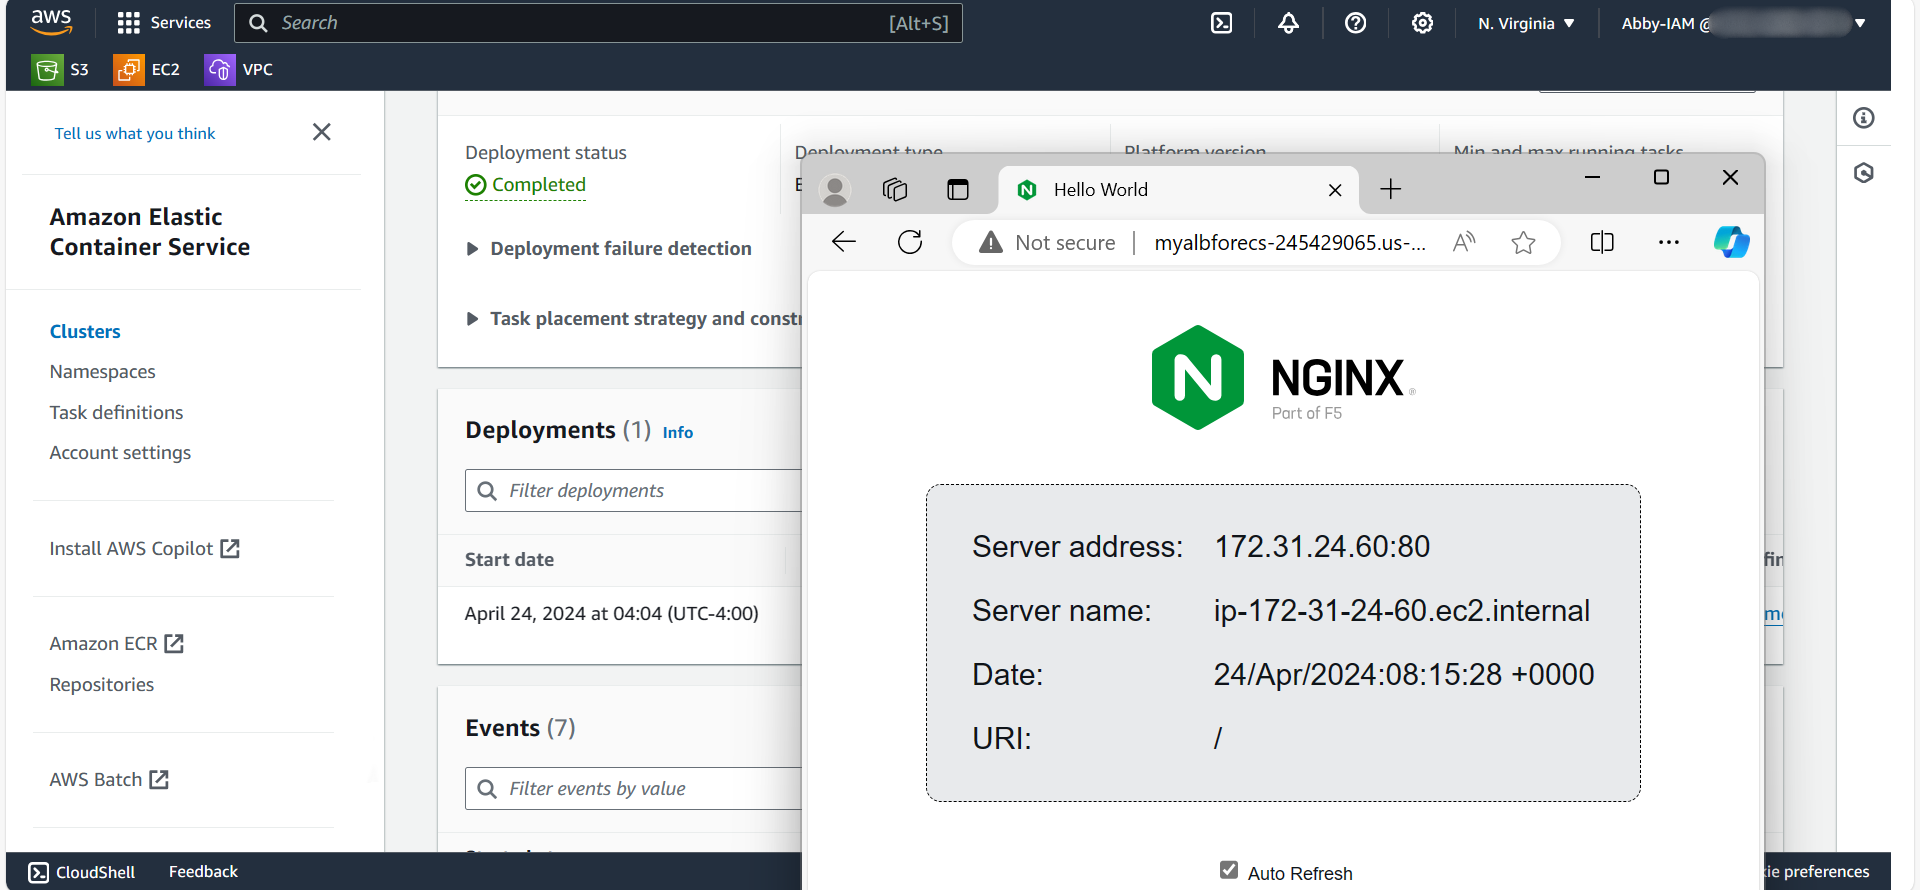 aws
Services
Search
[Alt+S]
N. Virginia
Abby-IAM @
S3
EC2
VPC
Tell us what you think
Amazon Elastic
Container Service
Clusters
Namespaces
Task definitions
Account settings
Install AWS Copilot
Amazon ECR
Repositories
AWS Batch
Deployment status
Completed
Deployment type
Platform version
Min and max running tasks
Deployment failure detection
Task placement strategy and const
Deployments (1) Info
Filter deployments
Start date
April 24, 2024 at 04:04 (UTC-4:00)
Events (7)
Filter events by value
Hello World
Not secure
myalbforecs-245429065.us-...
NGINX
Part of F5
Server address: 172.31.24.60:80
Server name: ip-172-31-24-60.ec2.internal
Date: 24/Apr/2024:08:15:28 +0000
URI: /
Auto Refresh
CloudShell
Feedback
preferences